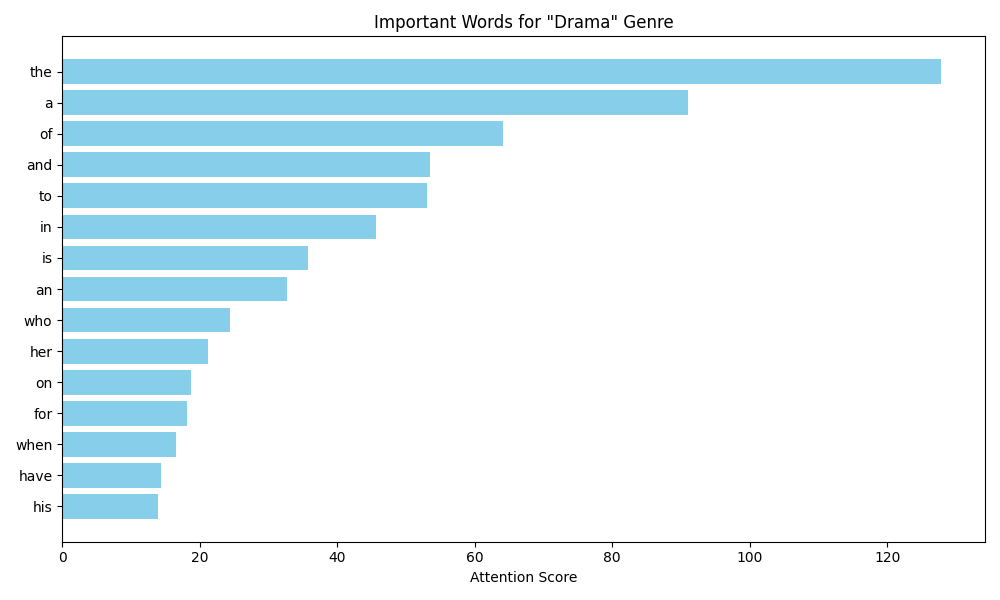 Important Words for "Drama" Genre
the
a
of
and
to
in
is
an
who
her
on
for
when
have
his
0 20 40 60 80 100 120
Attention Score